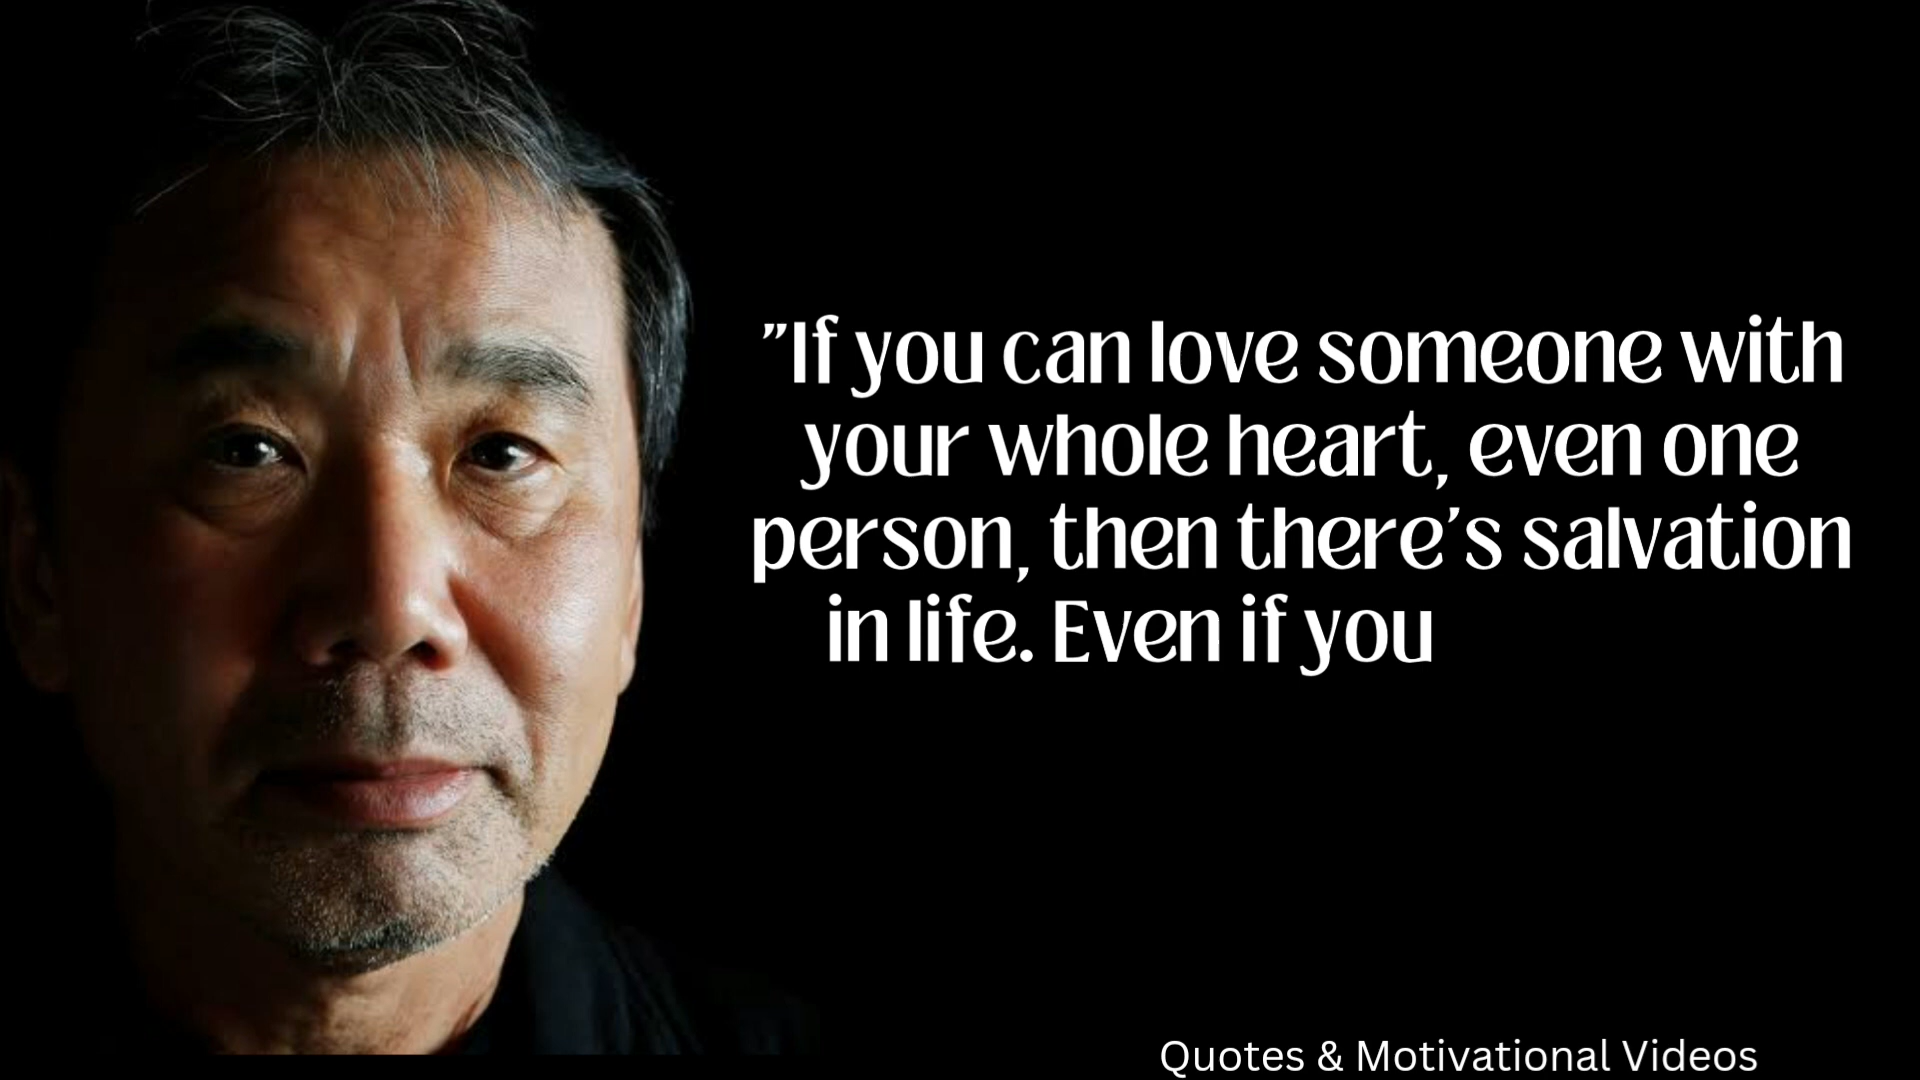 ”If you can love someone with
your whole heart, even one
person, then there’s salvation
in life. Even if you
Quotes & Motivational Videos